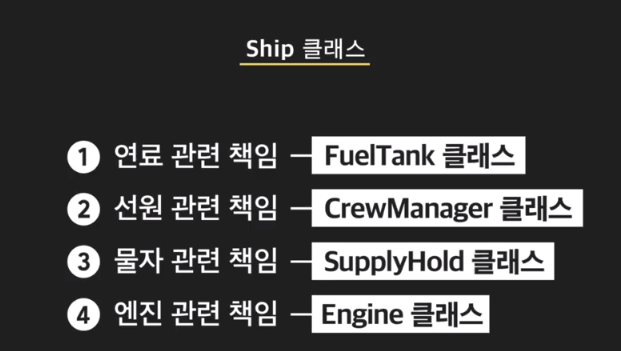 Ship 클래스
1 연료 관련 책임 — FuelTank 클래스
2 선원 관련 책임 — CrewManager 클래스
3 물자 관련 책임 — SupplyHold 클래스
4 엔진 관련 책임 — Engine 클래스